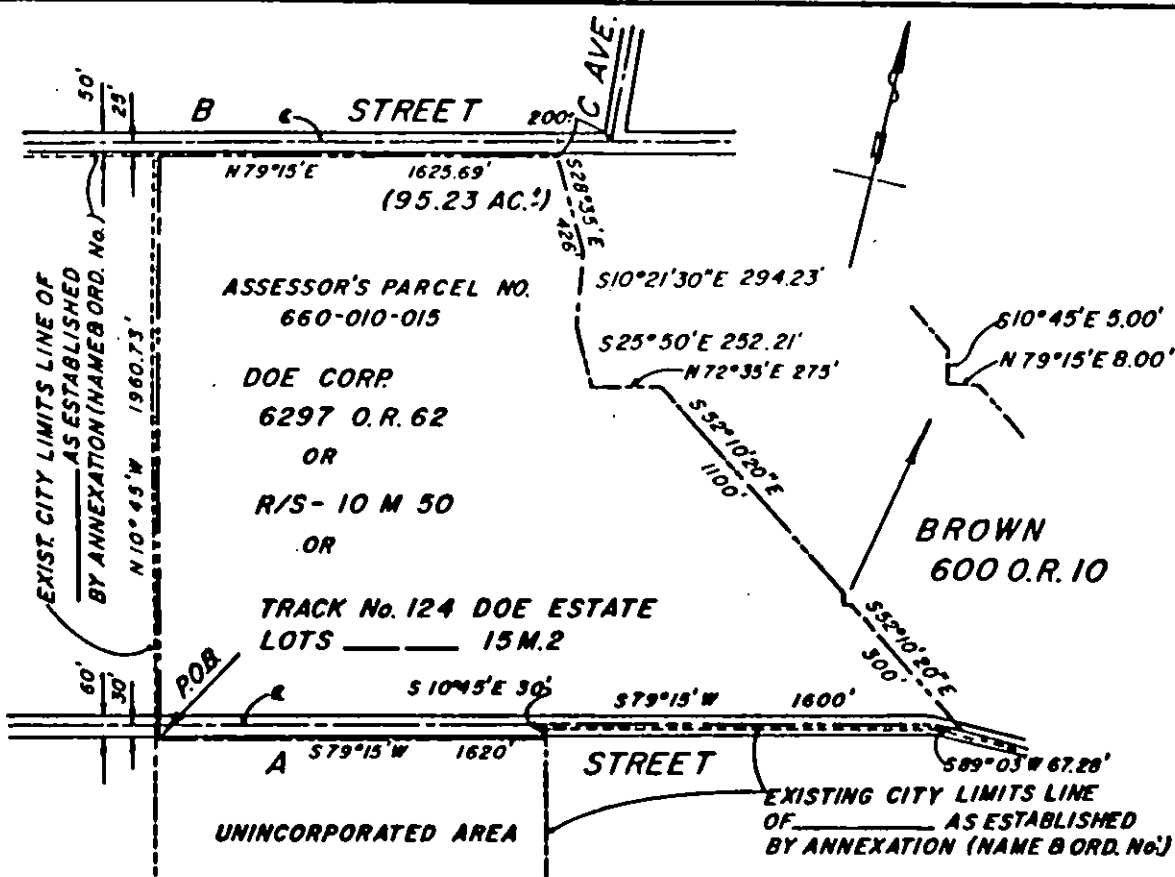 50'
25'
B STREET
℄
200'
C AVE.
N79°15'E 1625.69'
(95.23 AC.±)
S28°35'E
426'
EXIST. CITY LIMITS LINE OF
_____ AS ESTABLISHED
BY ANNEXATION (NAME & ORD. No.)
N10°45'W 1960.73'
ASSESSOR'S PARCEL NO.
660-010-015
S10°21'30"E 294.23'
S25°50'E 252.21'
N72°35'E 275'
S10°45'E 5.00'
N79°15'E 8.00'
DOE CORP.
6297 O.R. 62
OR
R/S- 10 M 50
OR
TRACK No. 124 DOE ESTATE
LOTS _____ _____ 15 M.2
S52°10'20"E
1100'
BROWN
600 O.R. 10
S52°10'20"E
300'
60'
30'
P.O.B.
S10°45'E 30'
S79°15'W 1600'
℄
S79°15'W 1620'
A STREET
S89°03'W 67.28'
UNINCORPORATED AREA
EXISTING CITY LIMITS LINE
OF _________ AS ESTABLISHED
BY ANNEXATION (NAME & ORD. No.)